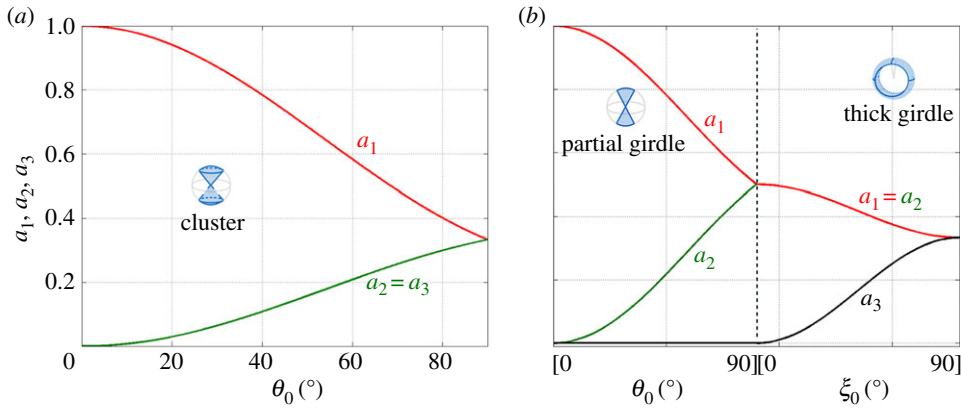 (a)
1.0
0.8
0.6
0.4
0.2
0
a1, a2, a3
a1
cluster
a2 = a3
20
40
60
80
θ0 (°)
(b)
partial girdle
thick girdle
a1
a1 = a2
a2
a3
[0
90][0
90]
θ0 (°)
ξ0 (°)